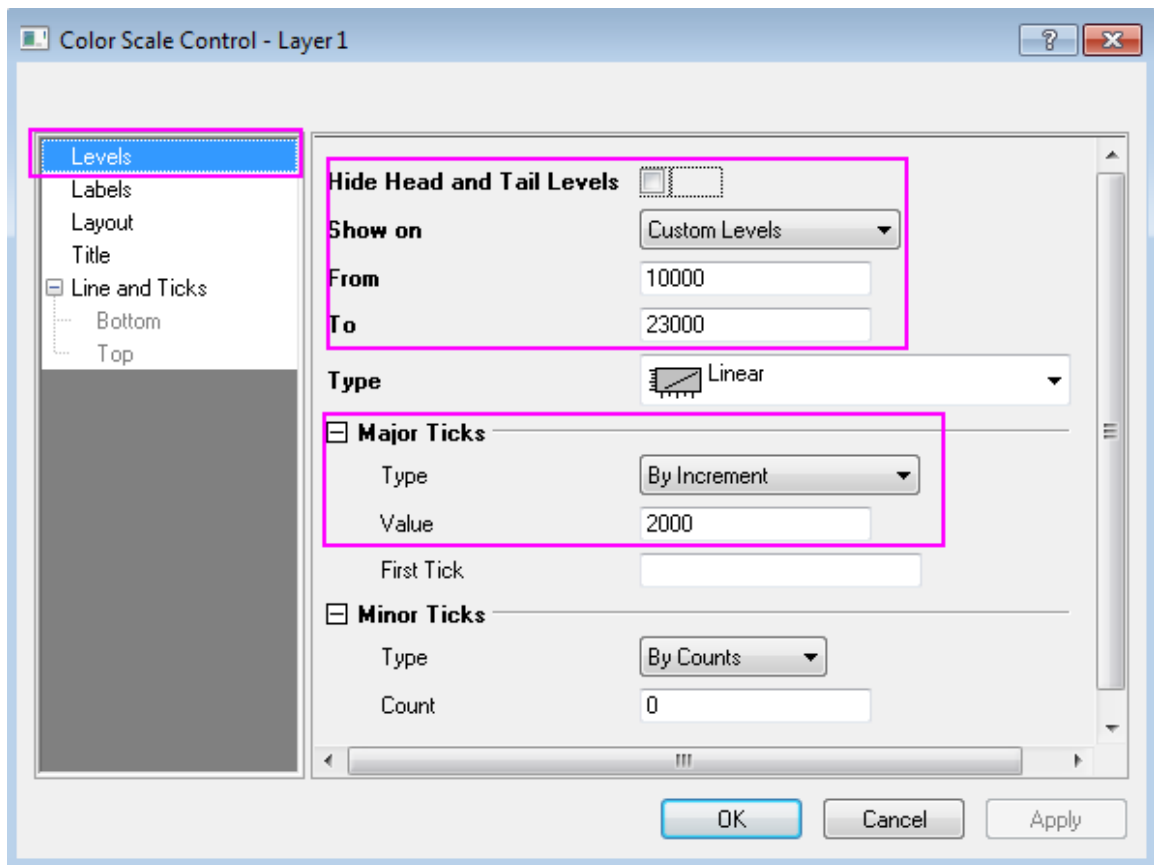 Color Scale Control - Layer 1
Levels
Labels
Layout
Title
Line and Ticks
Bottom
Top
Hide Head and Tail Levels
Show on Custom Levels
From 10000
To 23000
Type Linear
Major Ticks
Type By Increment
Value 2000
First Tick
Minor Ticks
Type By Counts
Count 0
OK Cancel Apply